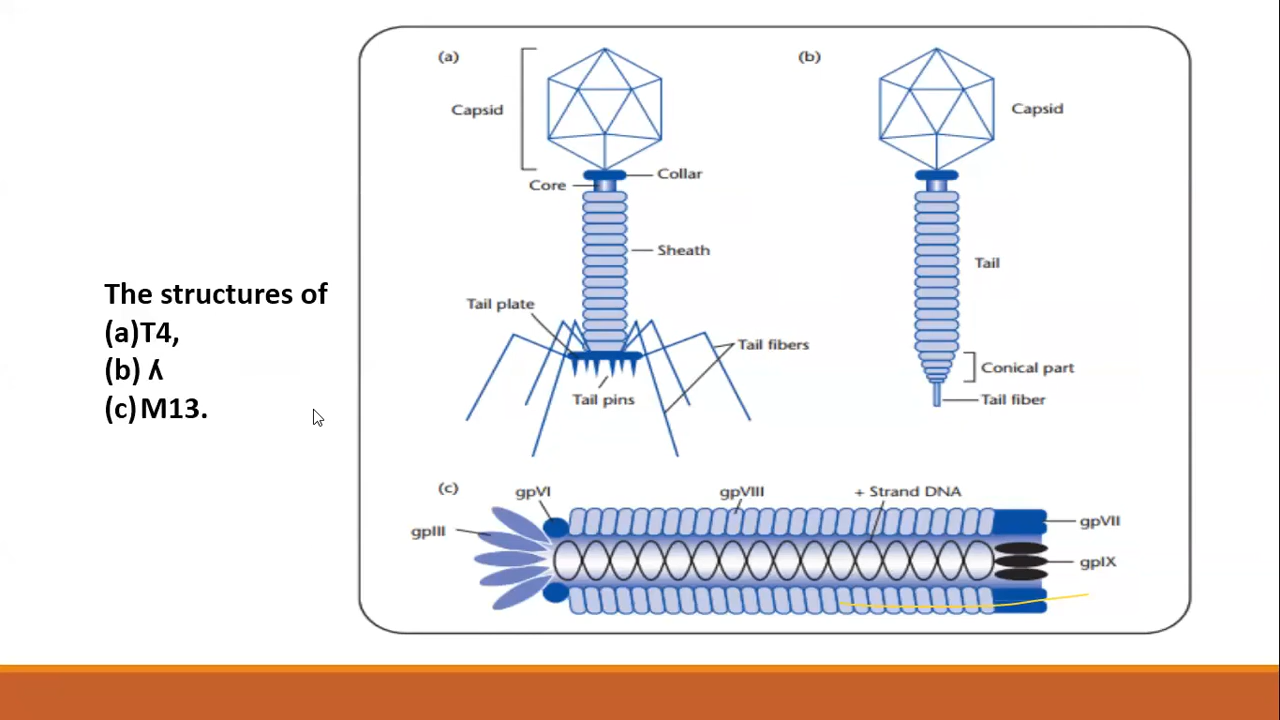 The structures of
(a)T4,
(b) ʎ
(c)M13.
(a)
Capsid
Core
Collar
Sheath
Tail plate
Tail fibers
Tail pins
(b)
Capsid
Tail
Conical part
Tail fiber
(c)
gpVI
gpVIII
+ Strand DNA
gpIII
gpVII
gpIX